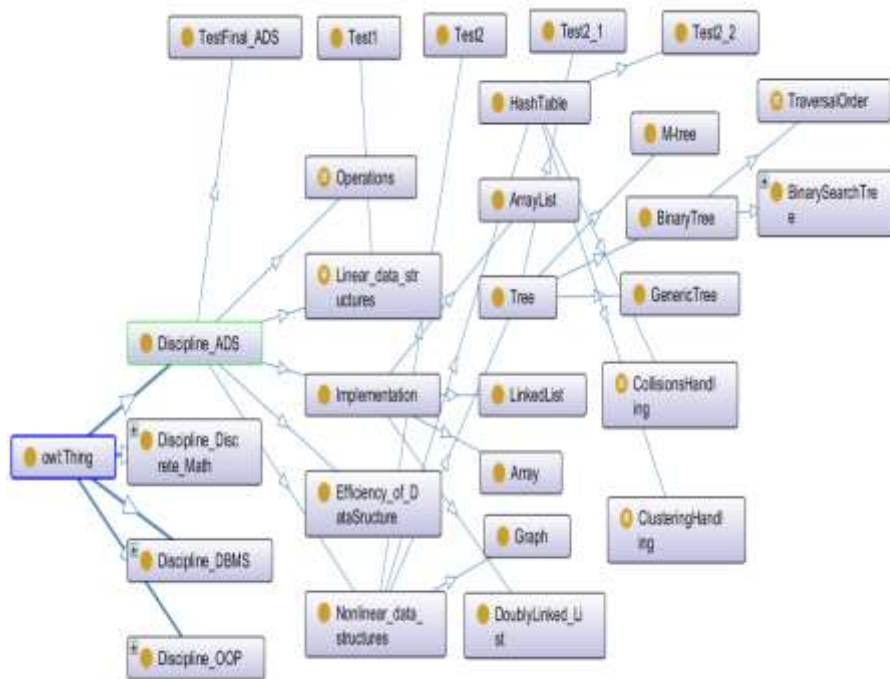 TestFinal_ADS
Test1
Test2
Test2_1
Test2_2
HashTable
TraversalOrder
M-tree
Operations
ArrayList
BinaryTree
BinarySearchTre
e
Linear_data_str
uctures
Tree
GenericTree
Discipline_ADS
Implementation
LinkedList
CollisionsHandl
ing
owl:Thing
Discipline_Disc
rete_Math
Array
Efficiency_of_D
ataSructure
ClusteringHandl
ing
Graph
Discipline_DBMS
Nonlinear_data_
structures
DoublyLinked_Li
st
Discipline_OOP